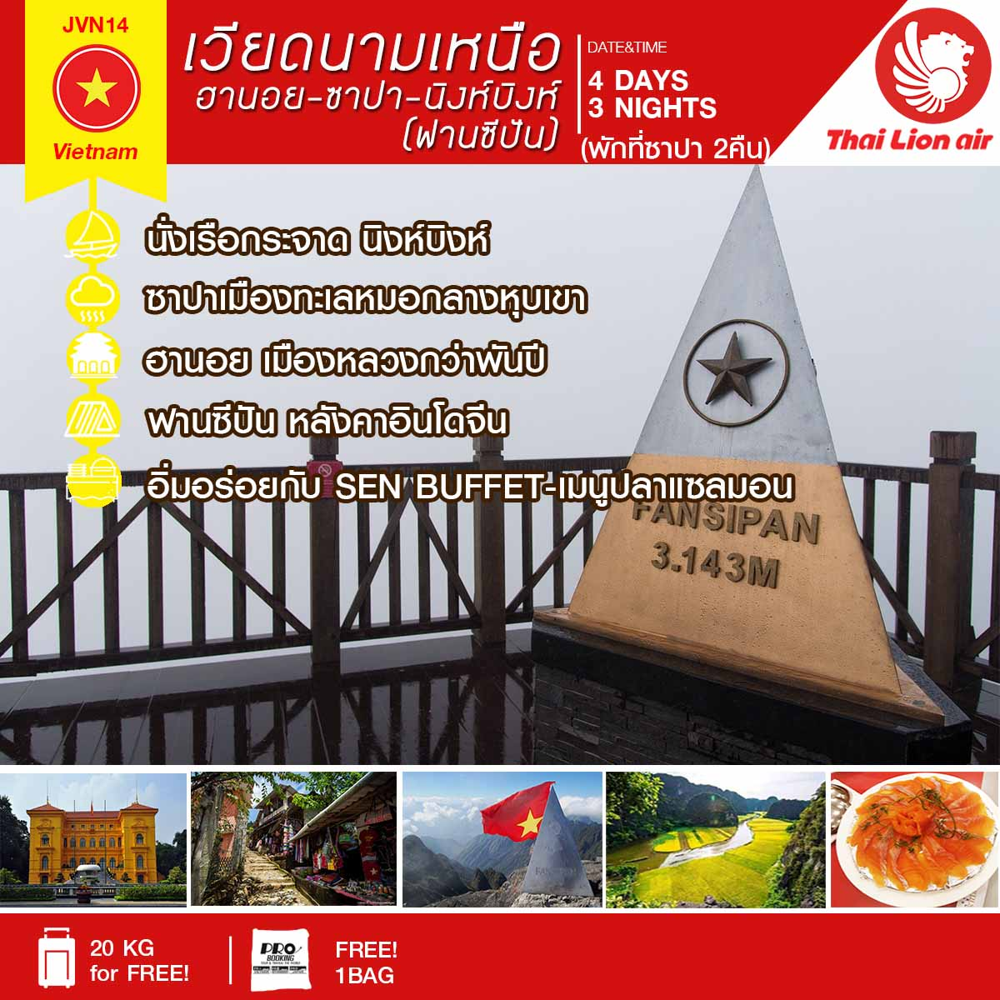 JVN14
Vietnam
เวียดนามเหนือ
ฮานอย-ซาปา-นิงห์บิงห์
(ฟานซีปัน)
DATE&TIME
4 DAYS
3 NIGHTS
(พักที่ซาปา 2คืน)
Thai Lion air
นั่งเรือกระจาด นิงห์บิงห์
ซาปาเมืองทะเลหมอกลางหุบเขา
ฮานอย เมืองหลวงกว่าพันปี
ฟานซีปัน หลังคาอินโดจีน
อิ่มอร่อยกับ SEN BUFFET-เมนูปลาแซลมอน
FANSIPAN
3.143M
FANSIPAN
20 KG
for FREE!
PRO
BOOKING
FREE!
1BAG